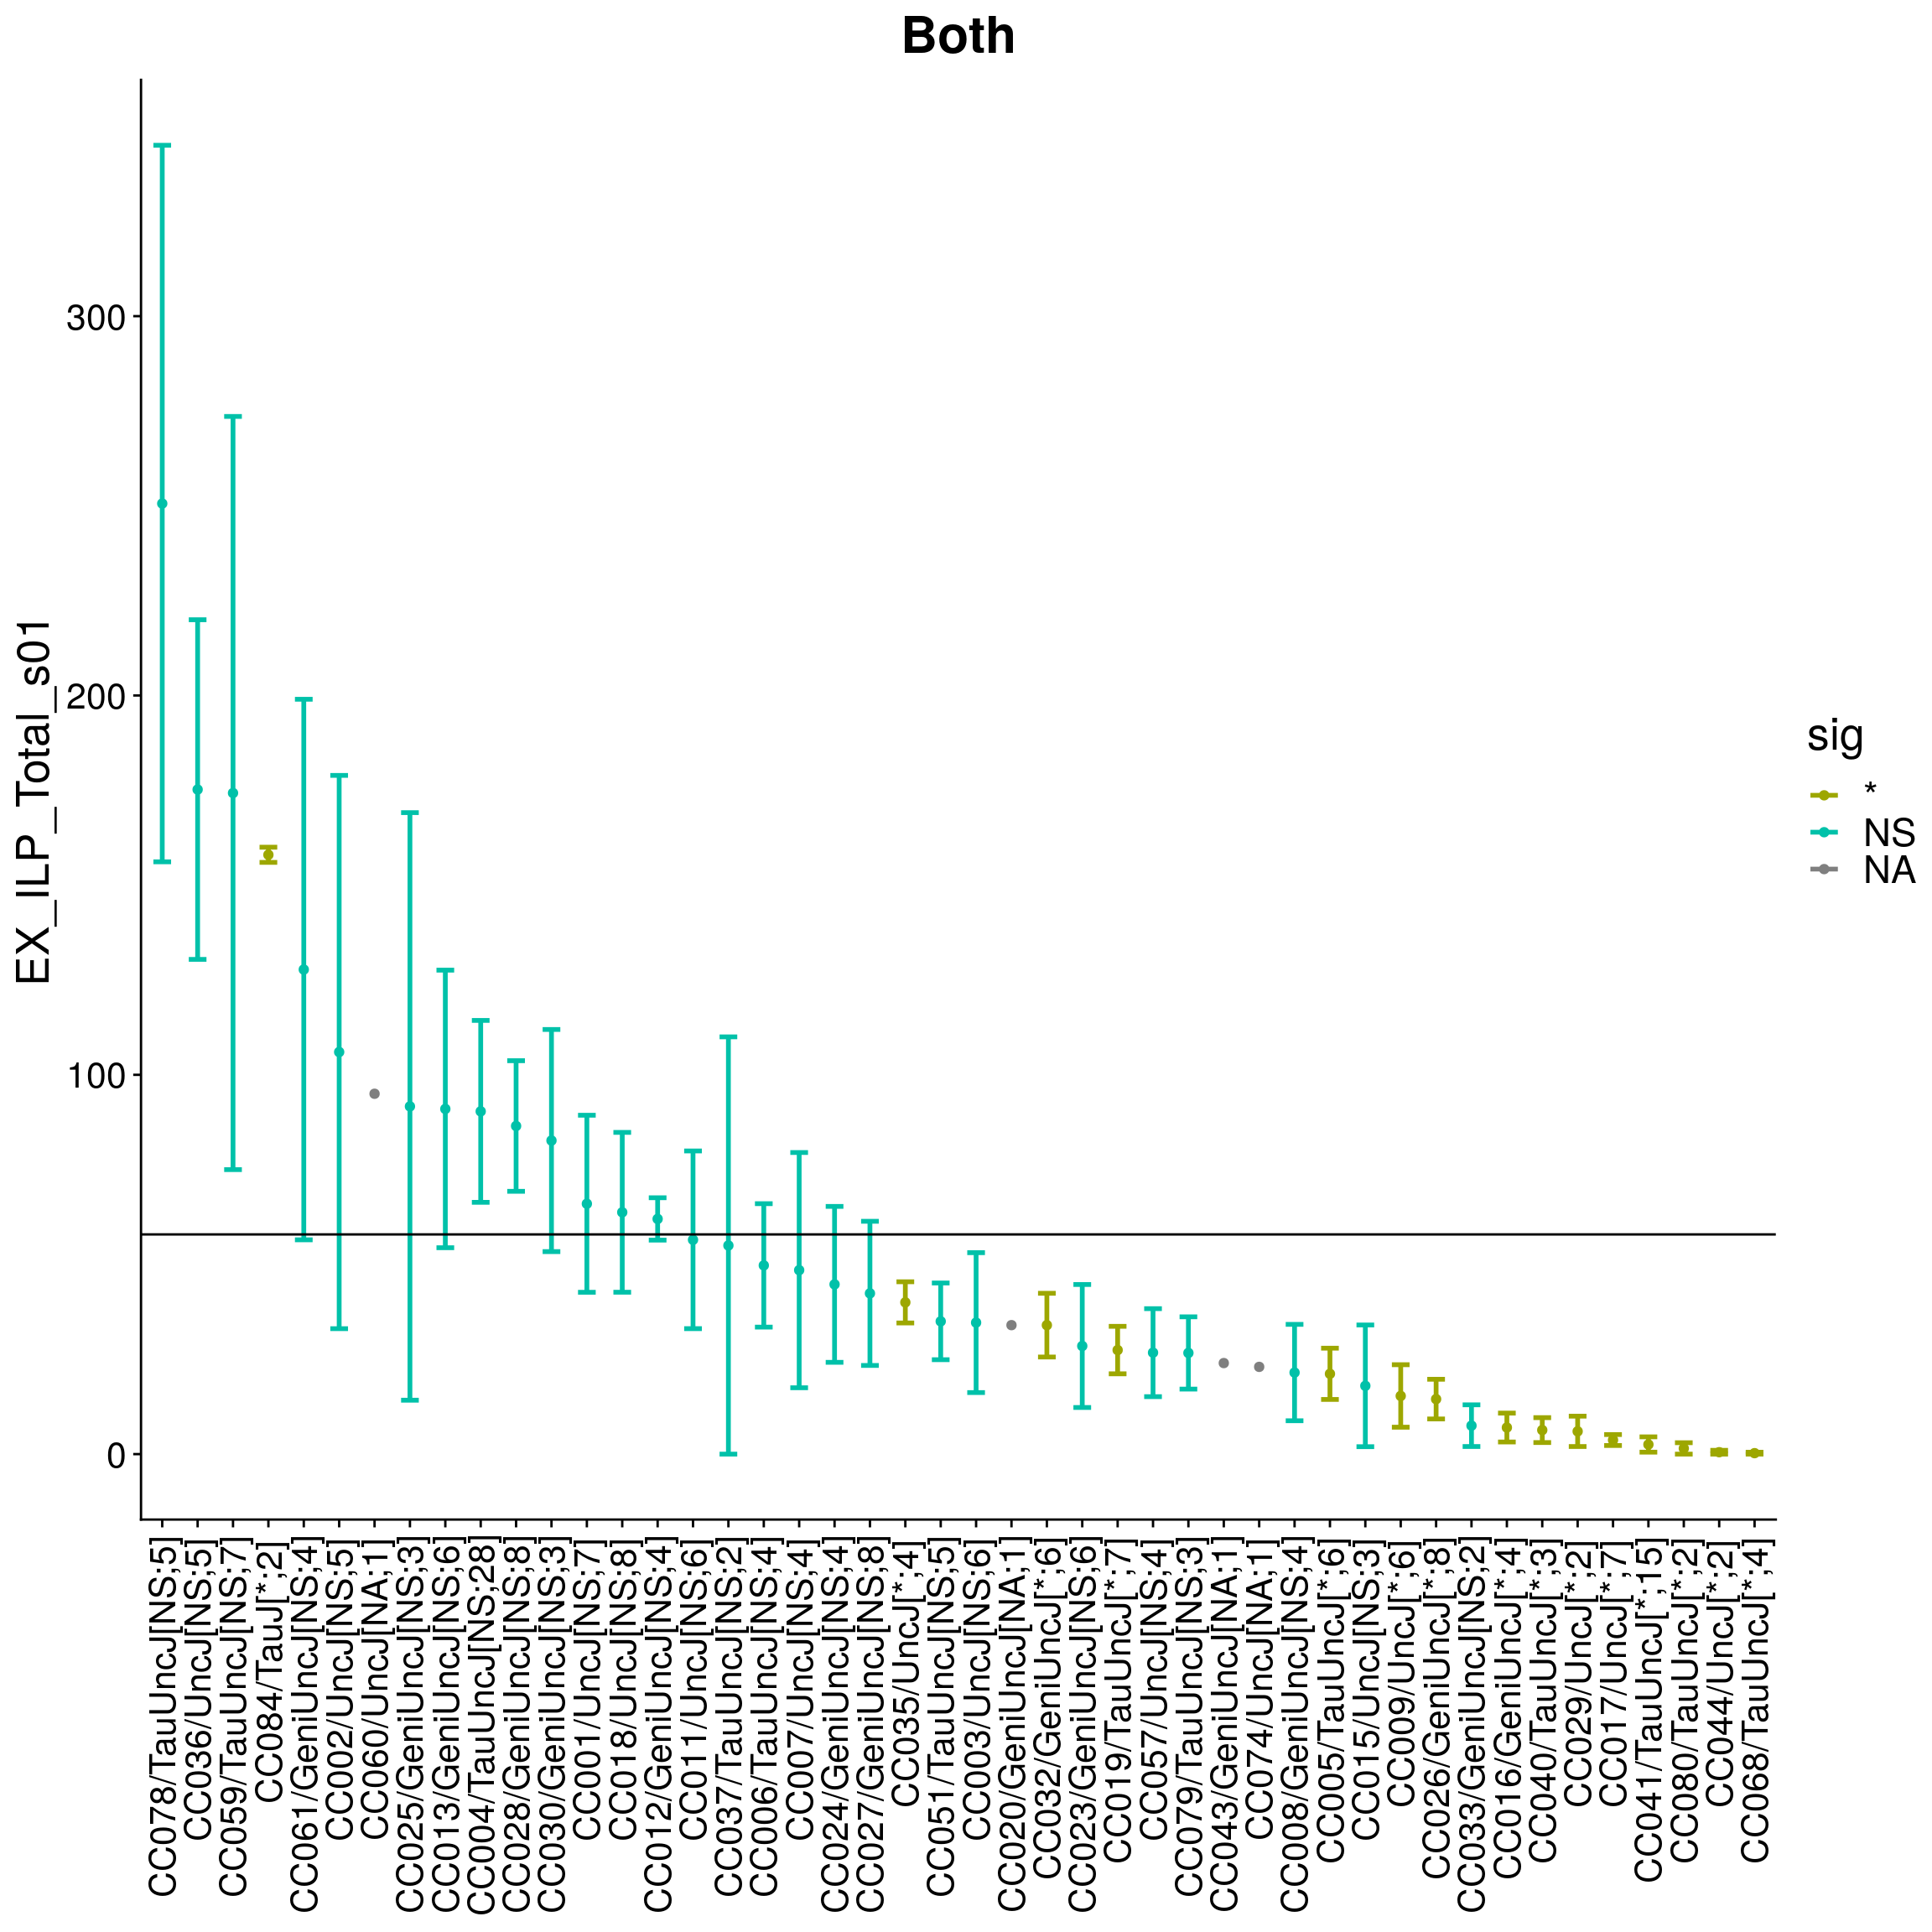 Both
EX_ILP_Total_s01
300
200
100
0
CC078/TauUncJ[NS;5]
CC036/UncJ[NS;5]
CC059/TauUncJ[NS;7]
CC084/TauJ[*;2]
CC061/GeniUncJ[NS;4]
CC002/UncJ[NS;5]
CC060/UncJ[NA;1]
CC025/GeniUncJ[NS;3]
CC013/GeniUncJ[NS;6]
CC004/TauUncJ[NS;28]
CC028/GeniUncJ[NS;8]
CC030/GeniUncJ[NS;3]
CC001/UncJ[NS;7]
CC018/UncJ[NS;8]
CC012/GeniUncJ[NS;4]
CC011/UncJ[NS;6]
CC037/TauUncJ[NS;2]
CC006/TauUncJ[NS;4]
CC007/UncJ[NS;4]
CC024/GeniUncJ[NS;4]
CC027/GeniUncJ[NS;8]
CC035/UncJ[*;4]
CC051/TauUncJ[NS;5]
CC003/UncJ[NS;6]
CC020/GeniUncJ[NA;1]
CC032/GeniUncJ[*;6]
CC023/GeniUncJ[NS;6]
CC019/TauUncJ[*;7]
CC057/UncJ[NS;4]
CC079/TauUncJ[NS;3]
CC043/GeniUncJ[NA;1]
CC074/UncJ[NA;1]
CC008/GeniUncJ[NS;4]
CC005/TauUncJ[*;6]
CC015/UncJ[NS;3]
CC009/UncJ[*;6]
CC026/GeniUncJ[*;8]
CC033/GeniUncJ[NS;2]
CC016/GeniUncJ[*;4]
CC040/TauUncJ[*;3]
CC029/UncJ[*;2]
CC017/UncJ[*;7]
CC041/TauUncJ[*;15]
CC080/TauUncJ[*;2]
CC044/UncJ[*;2]
CC068/TauUncJ[*;4]
sig
*
NS
NA